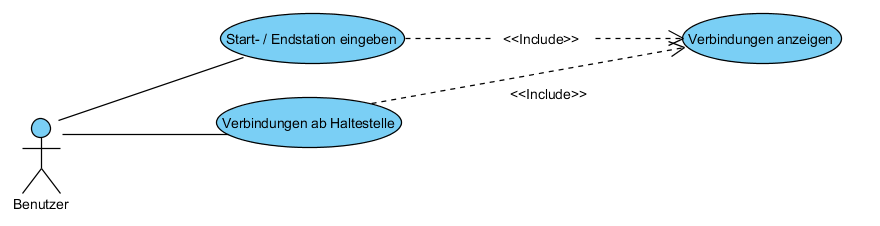 Start- / Endstation eingeben
<<Include>>
Verbindungen anzeigen
<<Include>>
Verbindungen ab Haltestelle
Benutzer